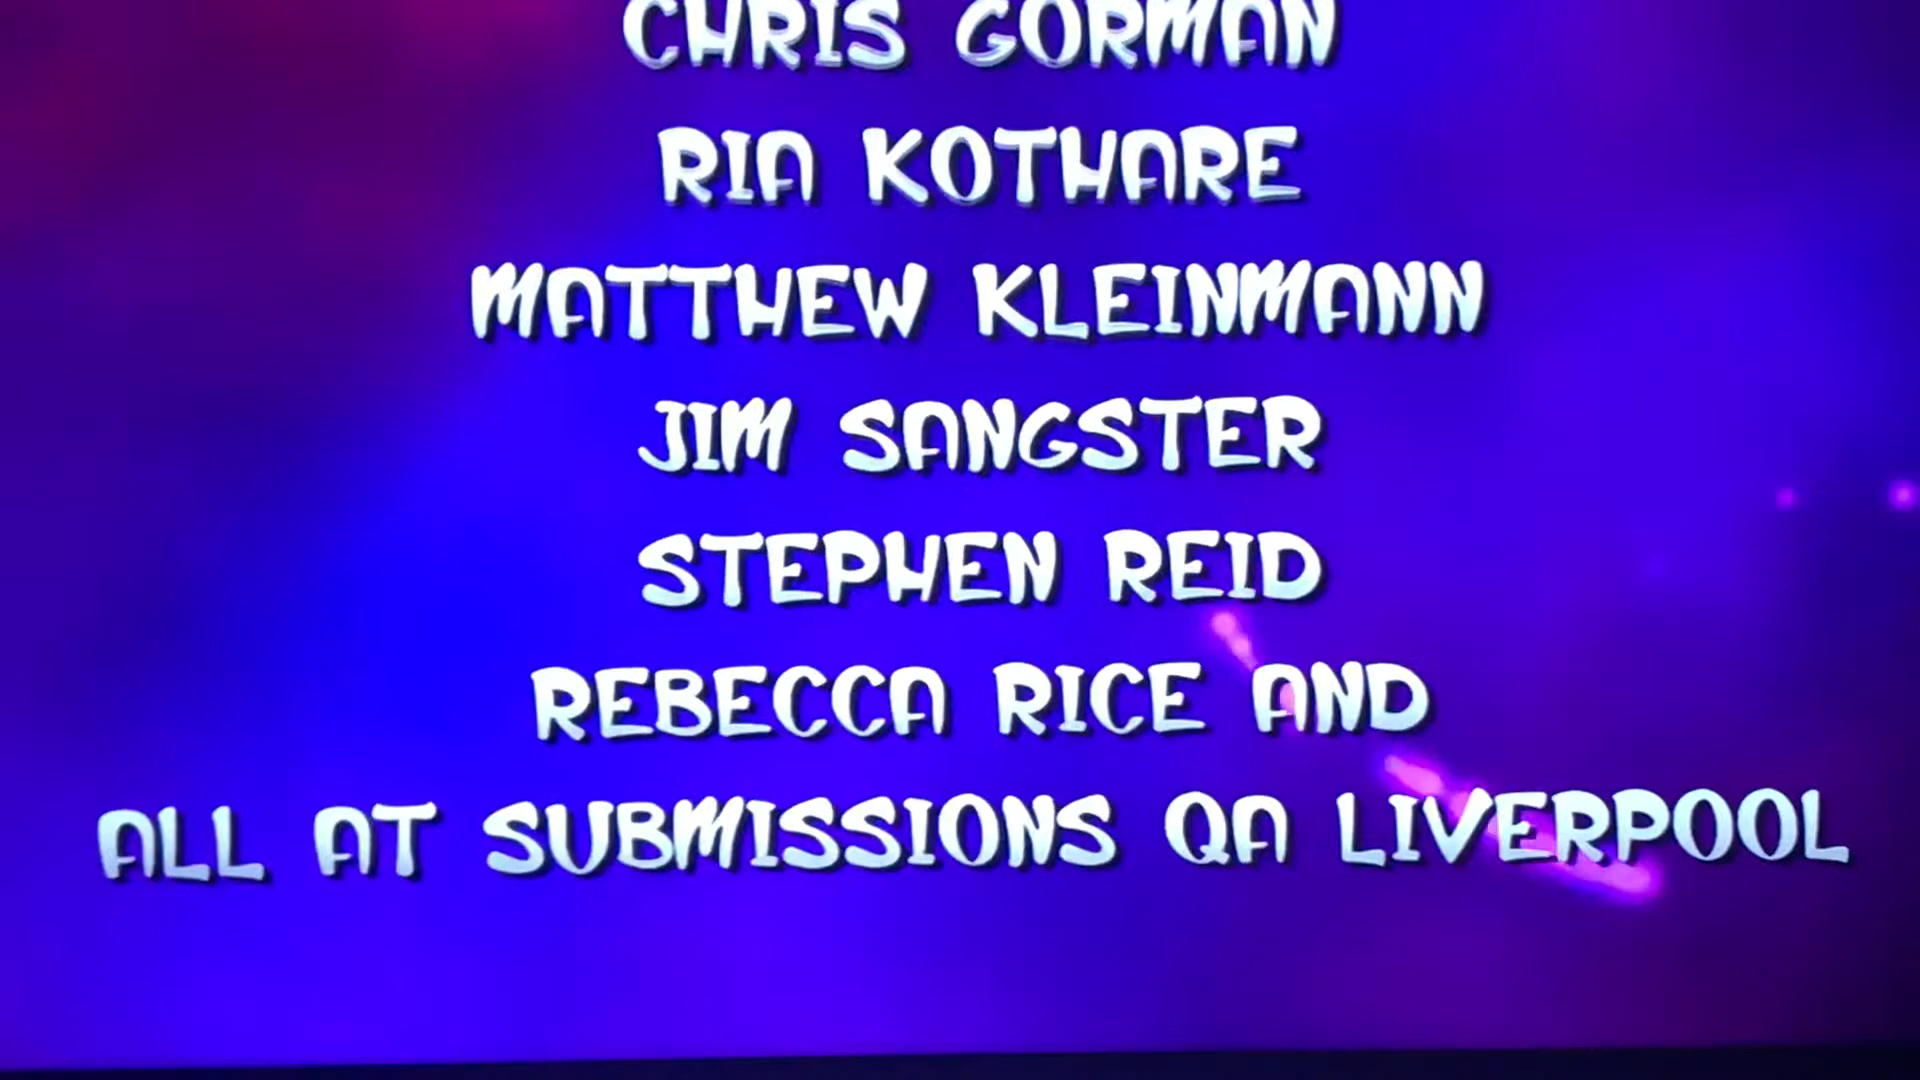 CHRIS GORMAN
RIA KOTHARE
MATTHEW KLEINMANN
JIM SANGSTER
STEPHEN REID
REBECCA RICE AND
ALL AT SUBMISSIONS QA LIVERPOOL